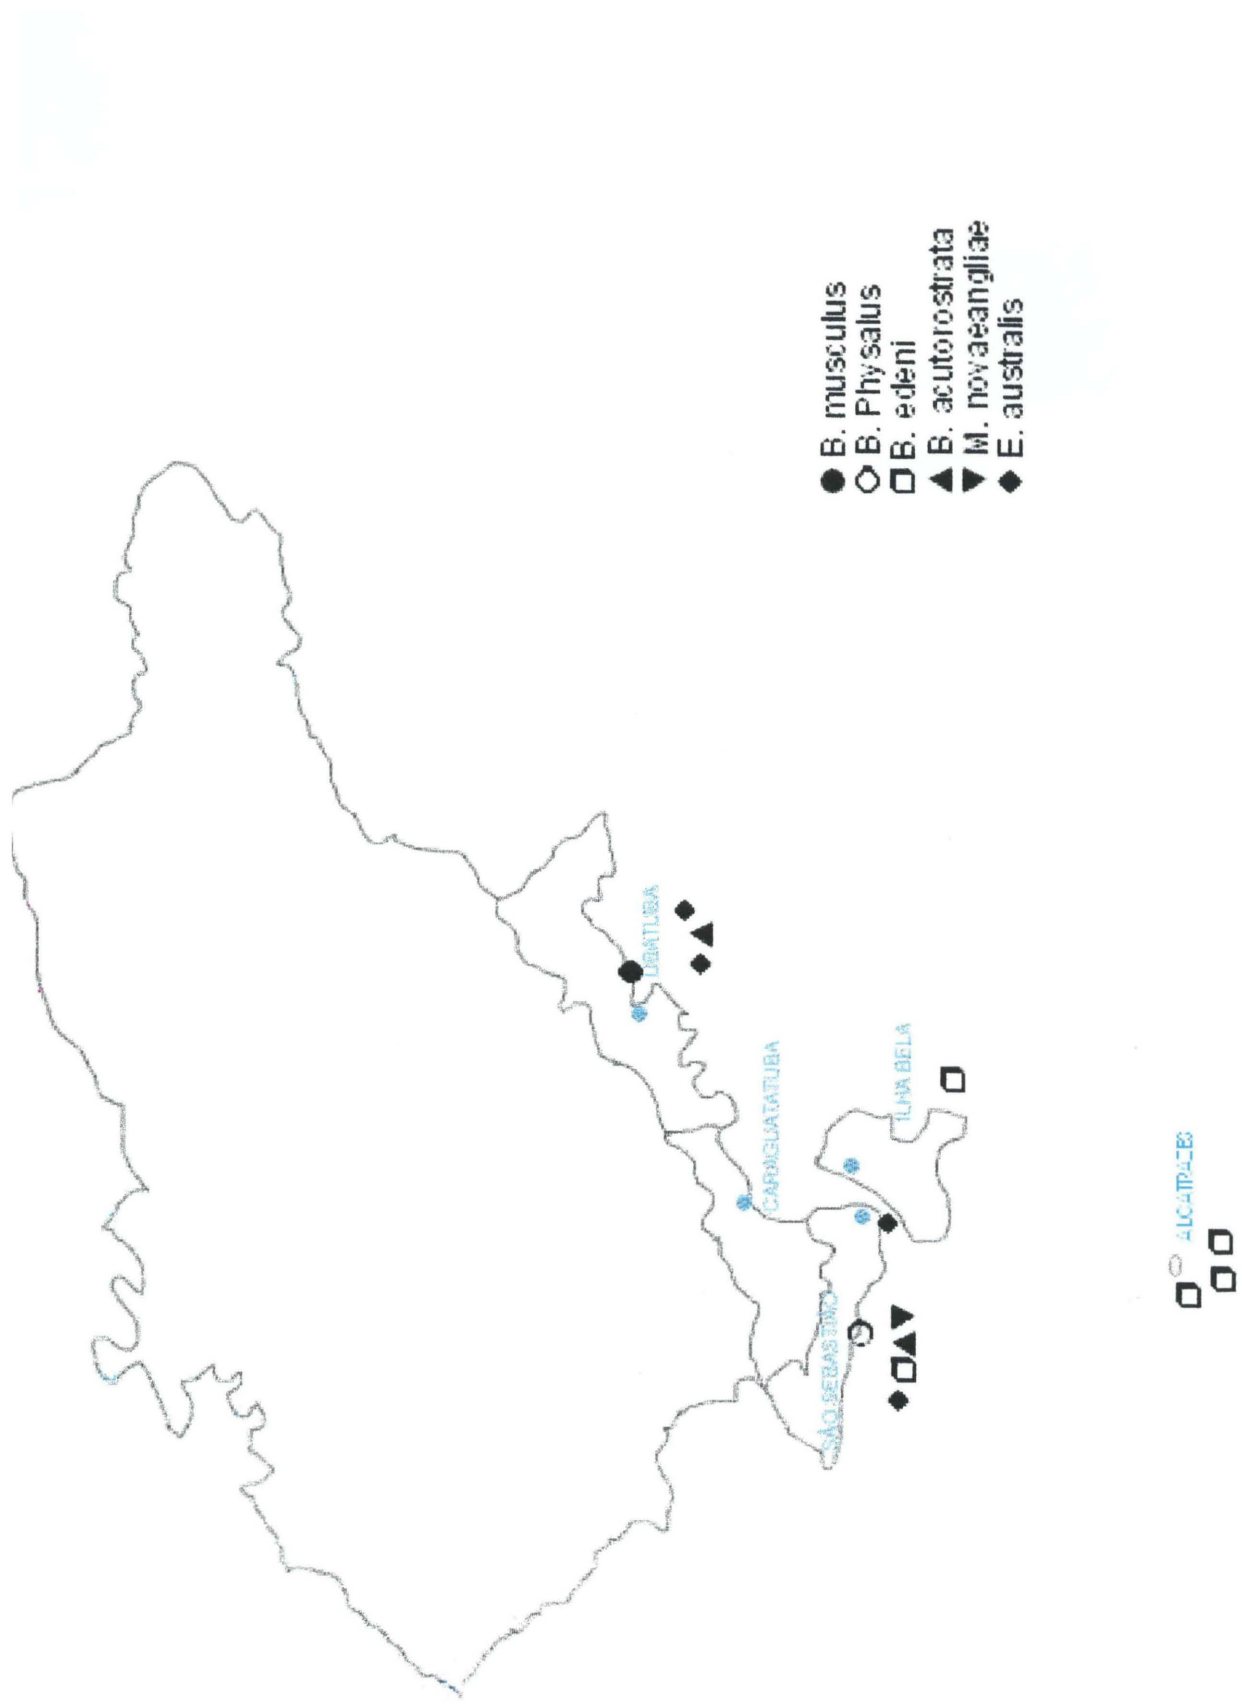 UBATUBA
CARAGUATATUBA
ILHA BELA
SÃO SEBASTIÃO
ALCATRAZES
B. musculus
B. Physalus
B. edeni
B. acutorostrata
M. novaeangliae
E. australis